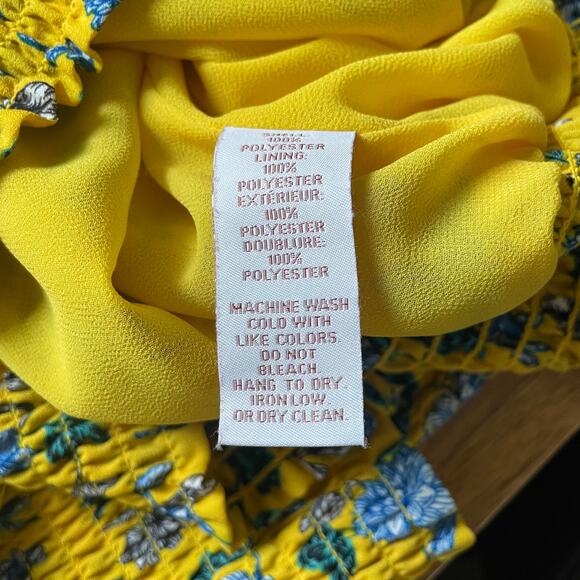 SHELL:
100%
POLYESTER
LINING:
100%
POLYESTER
EXTÉRIEUR:
100%
POLYESTER
DOUBLURE:
100%
POLYESTER
MACHINE WASH
COLD WITH
LIKE COLORS.
DO NOT
BLEACH.
HANG TO DRY.
IRON LOW.
OR DRY CLEAN.